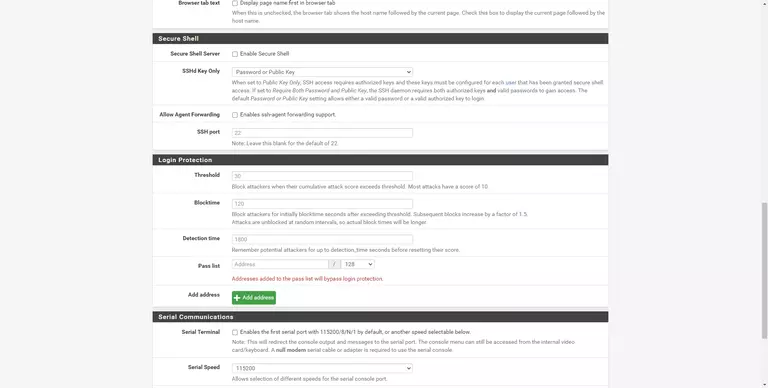 Browser tab text
Display page name first in browser tab
When this is unchecked, the browser tab shows the host name followed by the current page. Check this box to display the current page followed by the
host name.
Secure Shell
Secure Shell Server
Enable Secure Shell
SSHd Key Only
Password or Public Key
When set to Public Key Only, SSH access requires authorized keys and these keys must be configured for each user that has been granted secure shell
access. If set to Require Both Password and Public Key, the SSH daemon requires both authorized keys and valid passwords to gain access. The
default Password or Public Key setting allows either a valid password or a valid authorized key to login.
Allow Agent Forwarding
Enables ssh-agent forwarding support.
SSH port
22
Note: Leave this blank for the default of 22.
Login Protection
Threshold
30
Block attackers when their cumulative attack score exceeds threshold. Most attacks have a score of 10.
Blocktime
120
Block attackers for initially blocktime seconds after exceeding threshold. Subsequent blocks increase by a factor of 1.5.
Attacks are unblocked at random intervals, so actual block times will be longer.
Detection time
1800
Remember potential attackers for up to detection_time seconds before resetting their score.
Pass list
Address / 128
Addresses added to the pass list will bypass login protection.
Add address
Add address
Serial Communications
Serial Terminal
Enables the first serial port with 115200/8/N/1 by default, or another speed selectable below.
Note: This will redirect the console output and messages to the serial port. The console menu can still be accessed from the internal video
card/keyboard. A null modem serial cable or adapter is required to use the serial console.
Serial Speed
115200
Allows selection of different speeds for the serial console port.